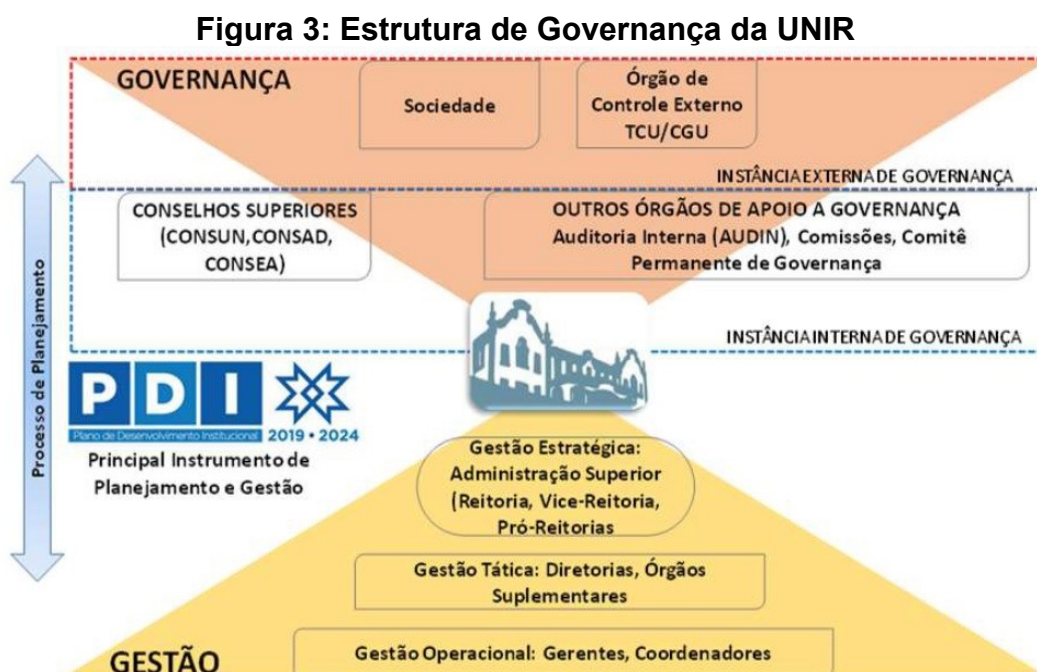 Figura 3: Estrutura de Governança da UNIR
GOVERNANÇA
Sociedade
Órgão de
Controle Externo
TCU/CGU
INSTÂNCIA EXTERNA DE GOVERNANÇA
CONSELHOS SUPERIORES
(CONSUN,CONSAD,
CONSEA)
OUTROS ÓRGÃOS DE APOIO A GOVERNANÇA
Auditoria Interna (AUDIN), Comissões, Comitê
Permanente de Governança
INSTÂNCIA INTERNA DE GOVERNANÇA
Processo de Planejamento
PDI
Plano de Desenvolvimento Institucional 2019 • 2024
Principal Instrumento de
Planejamento e Gestão
Gestão Estratégica:
Administração Superior
(Reitoria, Vice-Reitoria,
Pró-Reitorias
Gestão Tática: Diretorias, Órgãos
Suplementares
Gestão Operacional: Gerentes, Coordenadores
GESTÃO